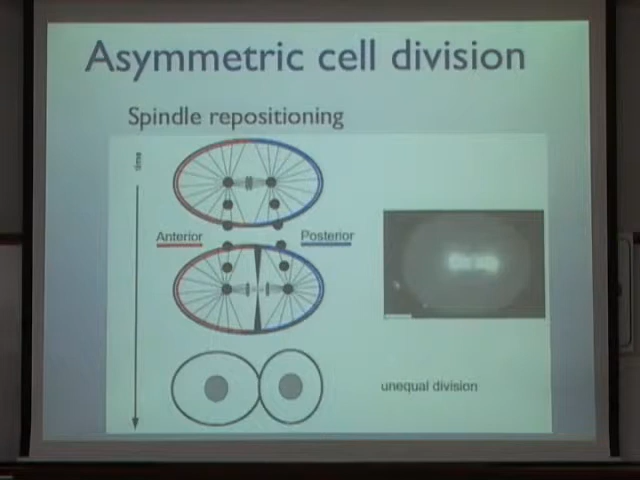 Asymmetric cell division
Spindle repositioning
time
Anterior
Posterior
unequal division